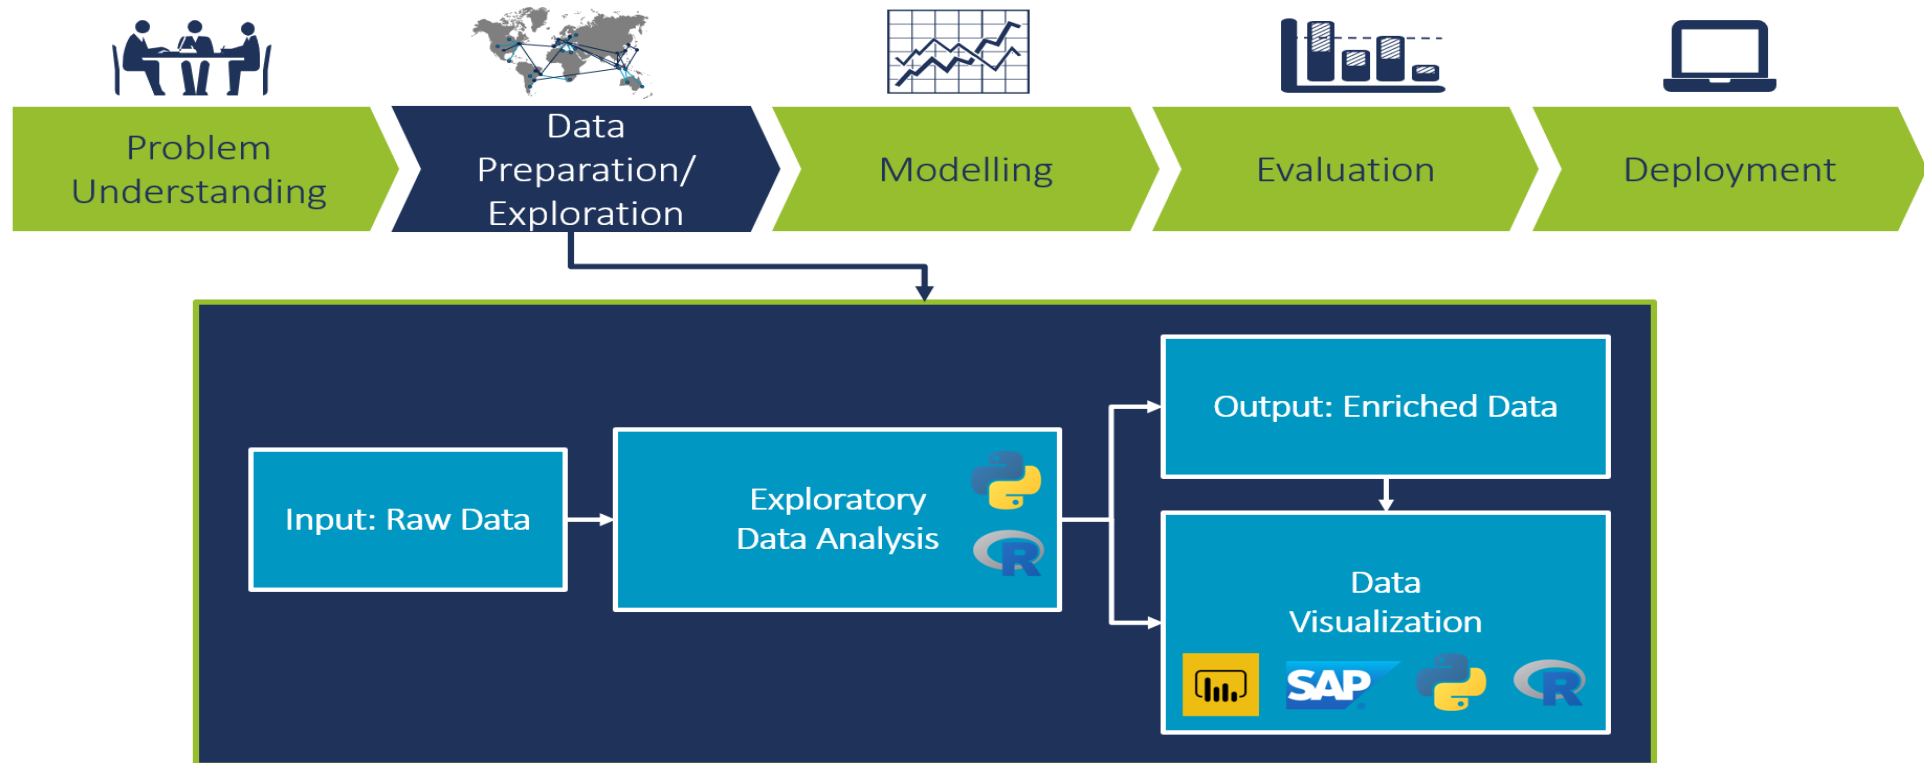 Problem
Understanding
Data
Preparation/
Exploration
Modelling
Evaluation
Deployment
Input: Raw Data
Exploratory
Data Analysis
R
Output: Enriched Data
Data
Visualization
SAP
R